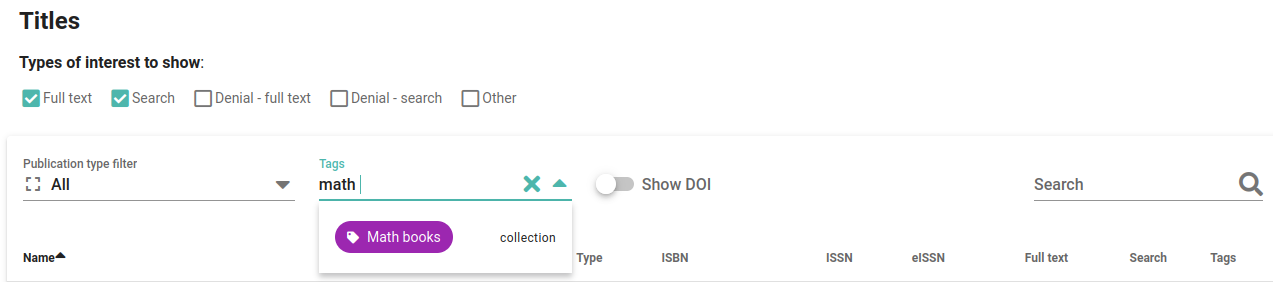 Titles
Types of interest to show:
Full text Search Denial - full text Denial - search Other
Publication type filter Tags
All math Show DOI Search
Math books collection
Name Type ISBN ISSN eISSN Full text Search Tags